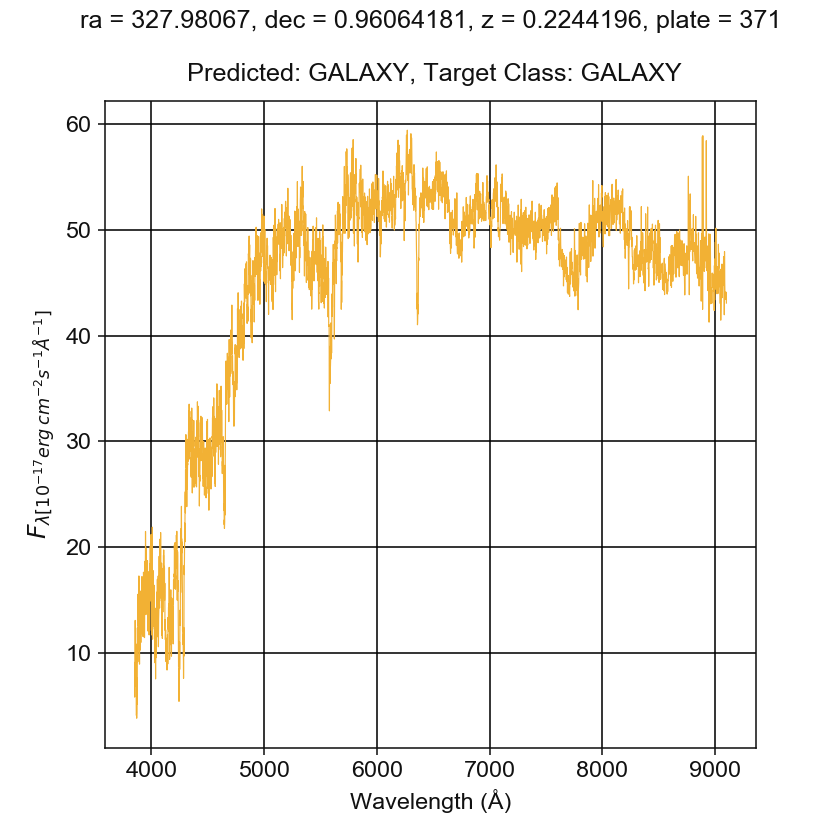 ra = 327.98067, dec = 0.96064181, z = 0.2244196, plate = 371
Predicted: GALAXY, Target Class: GALAXY
60
50
40
30
20
10
F_{λ[10^{-17} erg cm^{-2} s^{-1} Å^{-1}]}
4000 5000 6000 7000 8000 9000
Wavelength (Å)